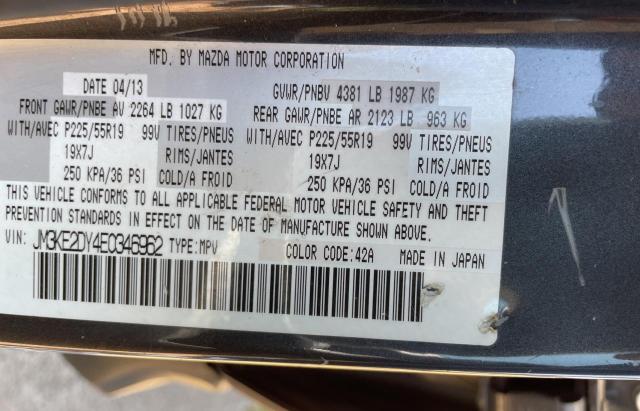 MFD. BY MAZDA MOTOR CORPORATION
DATE 04/13 GVWR/PNBV 4381 LB 1987 KG
FRONT GAWR/PNBE AV 2264 LB 1027 KG REAR GAWR/PNBE AR 2123 LB 963 KG
WITH/AVEC P225/55R19 99V TIRES/PNEUS WITH/AVEC P225/55R19 99V TIRES/PNEUS
19X7J RIMS/JANTES 19X7J RIMS/JANTES
250 KPA/36 PSI COLD/A FROID 250 KPA/36 PSI COLD/A FROID
THIS VEHICLE CONFORMS TO ALL APPLICABLE FEDERAL MOTOR VEHICLE SAFETY AND THEFT
PREVENTION STANDARDS IN EFFECT ON THE DATE OF MANUFACTURE SHOWN ABOVE.
VIN: JM3KE2DY4E0346962 TYPE:MPV COLOR CODE:42A MADE IN JAPAN